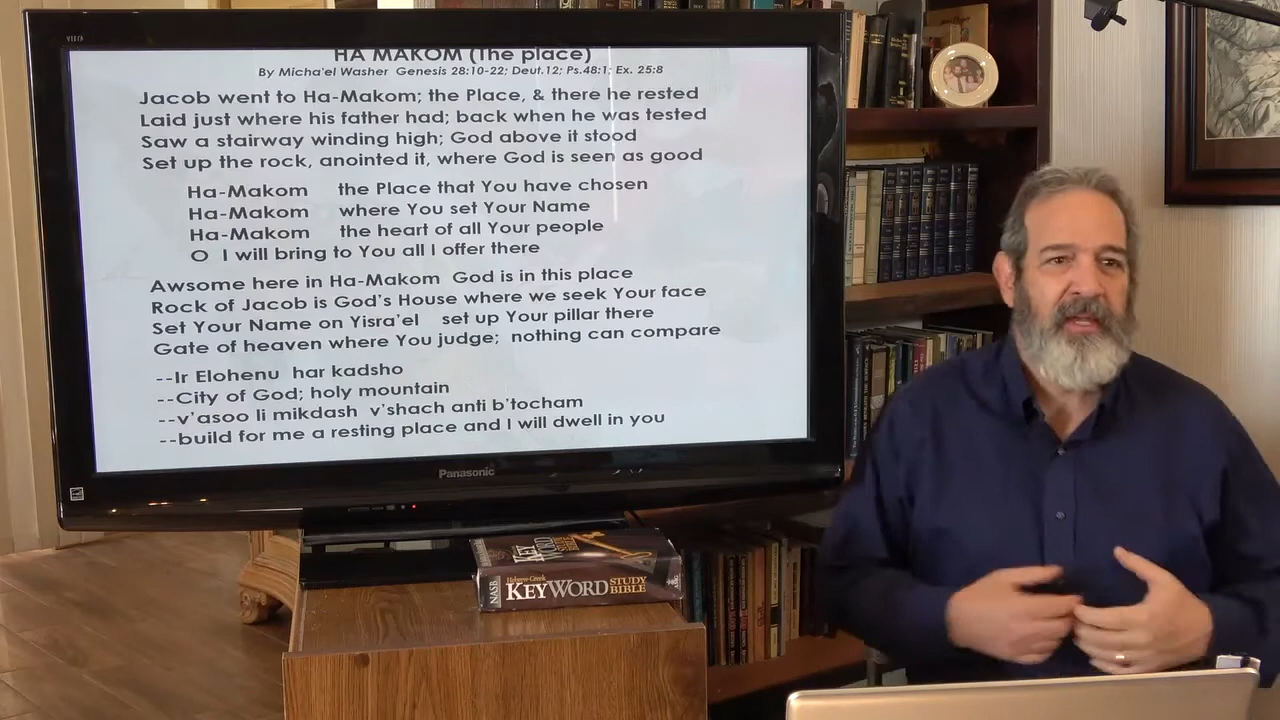 VIERA
HA MAKOM (The place)
By Micha'el Washer Genesis 28:10-22; Deut.12; Ps.48:1; Ex. 25:8
Jacob went to Ha-Makom; the Place, & there he rested
Laid just where his father had; back when he was tested
Saw a stairway winding high; God above it stood
Set up the rock, anointed it, where God is seen as good
Ha-Makom the Place that You have chosen
Ha-Makom where You set Your Name
Ha-Makom the heart of all Your people
O I will bring to You all I offer there
Awsome here in Ha-Makom God is in this place
Rock of Jacob is God's House where we seek Your face
Set Your Name on Yisra'el set up Your pillar there
Gate of heaven where You judge; nothing can compare
--Ir Elohenu har kadsho
--City of God; holy mountain
--v'asoo li mikdash v'shach anti b'tocham
--build for me a resting place and I will dwell in you
Panasonic
KEY
WORD
NASB
Hebrew-Greek
KEY WORD STUDY BIBLE
AMG